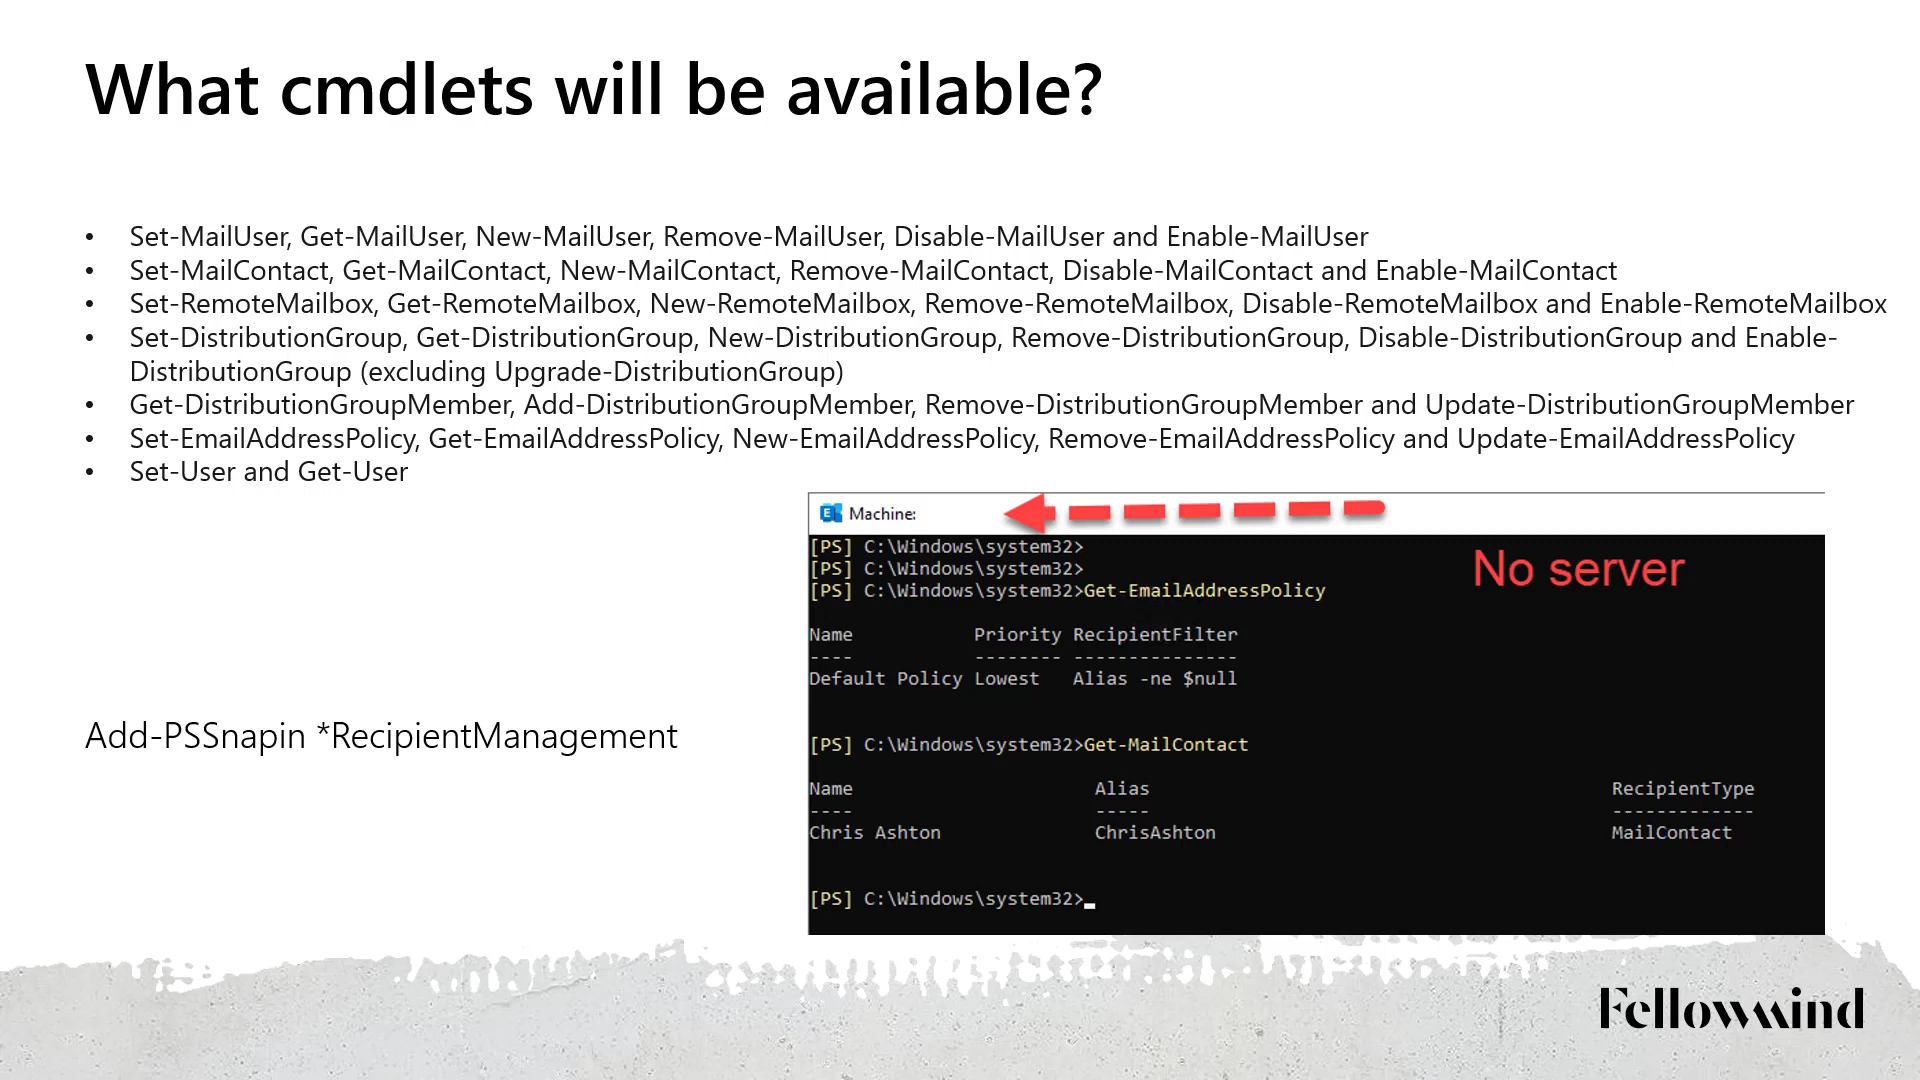 What cmdlets will be available?
• Set-MailUser, Get-MailUser, New-MailUser, Remove-MailUser, Disable-MailUser and Enable-MailUser
• Set-MailContact, Get-MailContact, New-MailContact, Remove-MailContact, Disable-MailContact and Enable-MailContact
• Set-RemoteMailbox, Get-RemoteMailbox, New-RemoteMailbox, Remove-RemoteMailbox, Disable-RemoteMailbox and Enable-RemoteMailbox
• Set-DistributionGroup, Get-DistributionGroup, New-DistributionGroup, Remove-DistributionGroup, Disable-DistributionGroup and Enable-
DistributionGroup (excluding Upgrade-DistributionGroup)
• Get-DistributionGroupMember, Add-DistributionGroupMember, Remove-DistributionGroupMember and Update-DistributionGroupMember
• Set-EmailAddressPolicy, Get-EmailAddressPolicy, New-EmailAddressPolicy, Remove-EmailAddressPolicy and Update-EmailAddressPolicy
• Set-User and Get-User
Add-PSSnapin *RecipientManagement
Machine:
No server
[PS] C:\Windows\system32>
[PS] C:\Windows\system32>
[PS] C:\Windows\system32>Get-EmailAddressPolicy
Name Priority RecipientFilter
---- -------- ---------------
Default Policy Lowest Alias -ne $null
[PS] C:\Windows\system32>Get-MailContact
Name Alias RecipientType
---- ----- -------------
Chris Ashton ChrisAshton MailContact
[PS] C:\Windows\system32>
Fellowmind